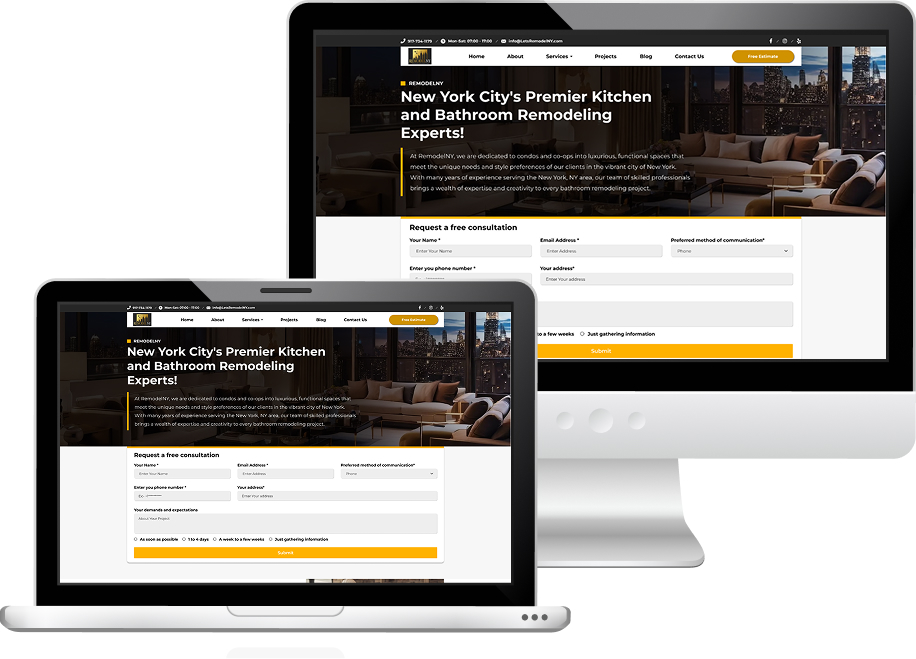 917-734-1179 / Mon-Sat: 07:00 - 17:00 / info@LetsRemodelNY.com
Home About Services Projects Blog Contact Us Free Estimate
REMODELNY
New York City's Premier Kitchen
and Bathroom Remodeling
Experts!
At RemodelNY, we are dedicated to condos and co-ops into luxurious, functional spaces that
meet the unique needs and style preferences of our clients in the vibrant city of New York.
With many years of experience serving the New York, NY area, our team of skilled professionals
brings a wealth of expertise and creativity to every bathroom remodeling project.
Request a free consultation
Your Name * Email Address * Preferred method of communication*
Enter Your Name Enter Address Phone
Enter you phone number * Your address*
Enter Your address
to a few weeks Just gathering information
Submit
917-734-1179 / Mon-Sat: 07:00 - 17:00 / info@LetsRemodelNY.com
Home About Services Projects Blog Contact Us Free Estimate
REMODELNY
New York City's Premier Kitchen
and Bathroom Remodeling
Experts!
At RemodelNY, we are dedicated to condos and co-ops into luxurious, functional spaces that
meet the unique needs and style preferences of our clients in the vibrant city of New York.
With many years of experience serving the New York, NY area, our team of skilled professionals
brings a wealth of expertise and creativity to every bathroom remodeling project.
Request a free consultation
Your Name * Email Address * Preferred method of communication*
Enter Your Name Enter Address Phone
Enter you phone number * Your address*
Enter Your address
Your demands and expectations
About Your Project
As soon as possible 1 to 4 days A week to a few weeks Just gathering information
Submit